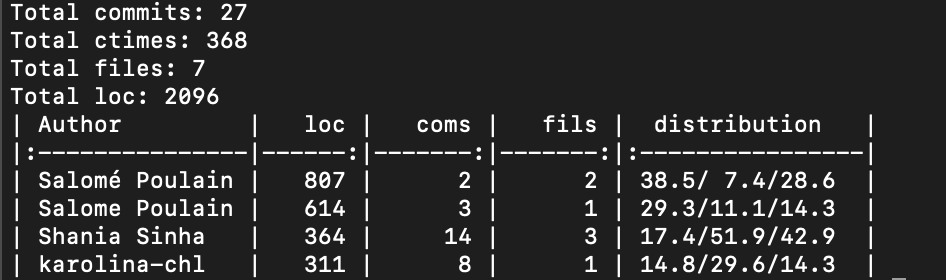 Total commits: 27
Total ctimes: 368
Total files: 7
Total loc: 2096
| Author         |   loc |   coms |   fils |  distribution   |
|:---------------|------:|-------:|-------:|:----------------|
| Salomé Poulain |   807 |      2 |      2 | 38.5/ 7.4/28.6  |
| Salome Poulain |   614 |      3 |      1 | 29.3/11.1/14.3  |
| Shania Sinha   |   364 |     14 |      3 | 17.4/51.9/42.9  |
| karolina-chl   |   311 |      8 |      1 | 14.8/29.6/14.3  |